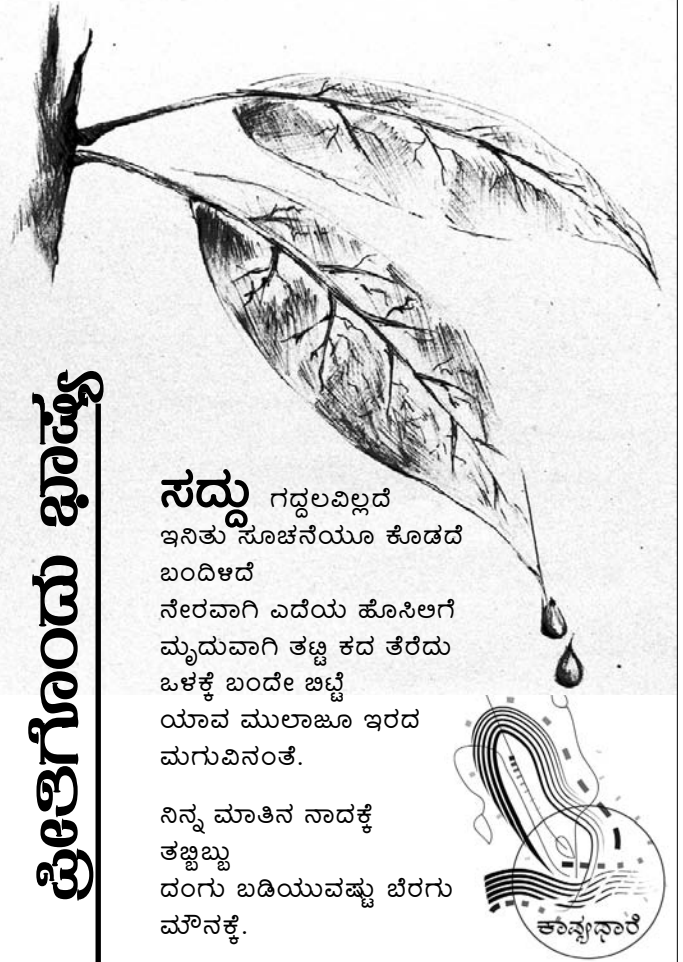 ಪ್ರೀತಿಗೊಂದು ಭಾಷ್ಯ
ಸದ್ದು ಗದ್ದಲವಿಲ್ಲದೆ
ಇನಿತು ಸೂಚನೆಯೂ ಕೊಡದೆ
ಬಂದಿಳಿದೆ
ನೇರವಾಗಿ ಎದೆಯ ಹೊಸಿಲಿಗೆ
ಮೃದುವಾಗಿ ತಟ್ಟಿ ಕದ ತೆರೆದು
ಒಳಕ್ಕೆ ಬಂದೇ ಬಿಟ್ಟೆ
ಯಾವ ಮುಲಾಜೂ ಇರದ
ಮಗುವಿನಂತೆ.
ನಿನ್ನ ಮಾತಿನ ನಾದಕ್ಕೆ
ತಬ್ಬಿಬ್ಬು
ದಂಗು ಬಡಿಯುವಷ್ಟು ಬೆರಗು
ಮೌನಕ್ಕೆ.
ಕಾವ್ಯಧಾರೆ